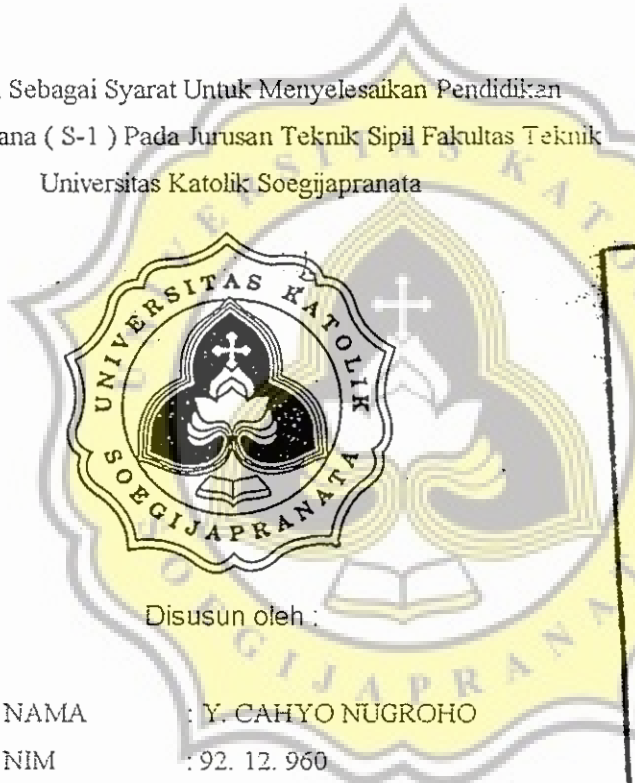 Sebagai Syarat Untuk Menyelesaikan Pendidikan
ana ( S-1 ) Pada Jurusan Teknik Sipil Fakultas Teknik
Universitas Katolik Soegijapranata
UNIVERSITAS KATOLIK
SOEGIJAPRANATA
Disusun oleh :
NAMA : Y. CAHYO NUGROHO
NIM : 92. 12. 960